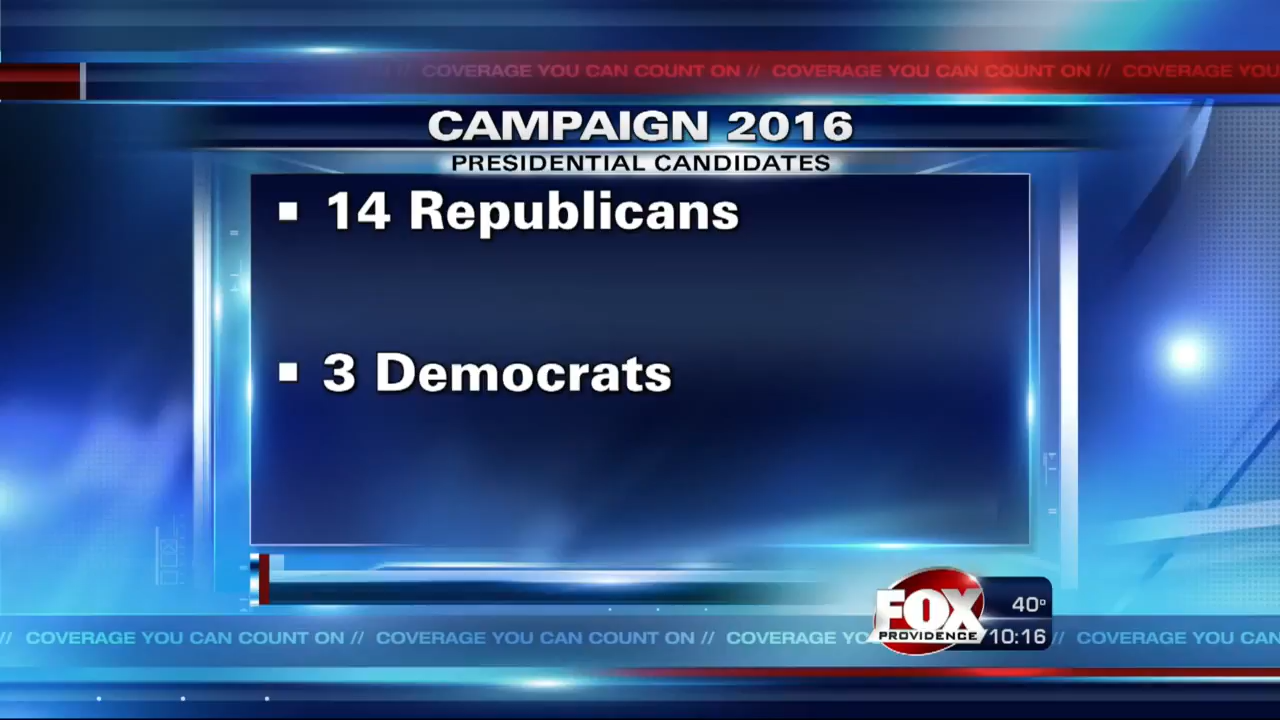 // COVERAGE YOU CAN COUNT ON // COVERAGE YOU CAN COUNT ON // COVERAGE YOU
CAMPAIGN 2016
PRESIDENTIAL CANDIDATES
▪ 14 Republicans
▪ 3 Democrats
FOX
PROVIDENCE
40°
10:16
// COVERAGE YOU CAN COUNT ON // COVERAGE YOU CAN COUNT ON // COVERAGE YC // COVERAGE YOU CAN